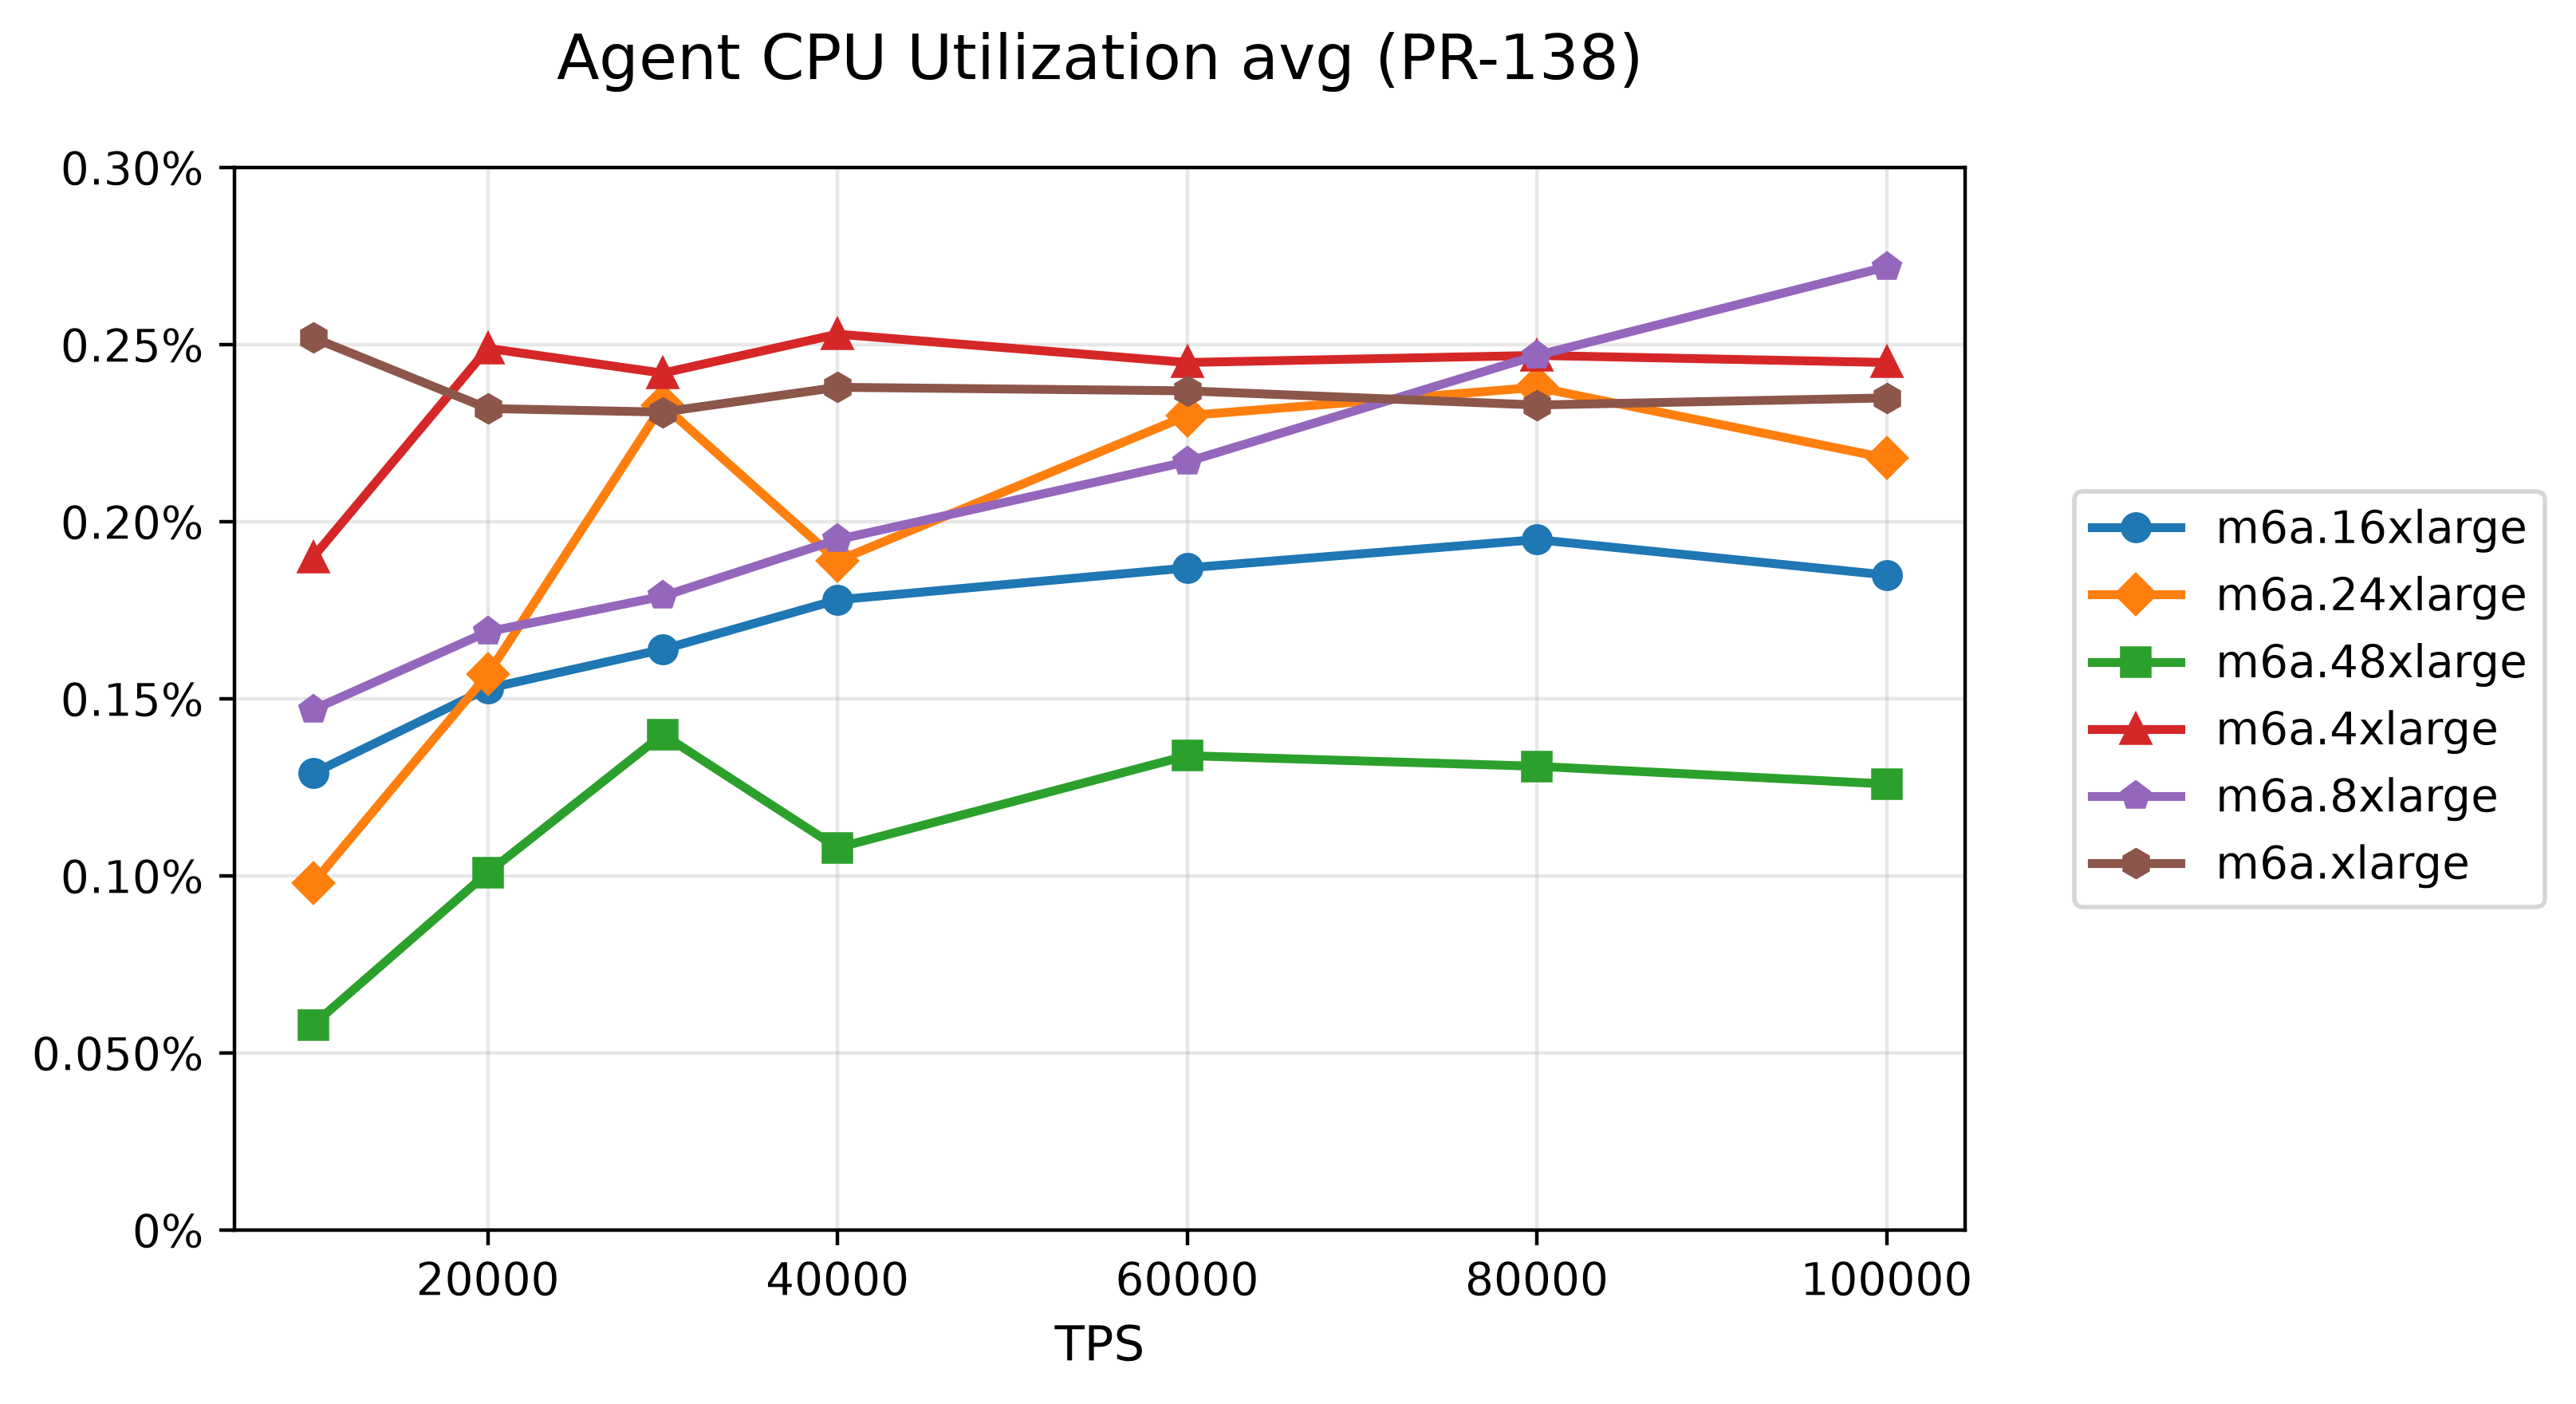 Agent CPU Utilization avg (PR-138)
0.30%
0.25%
0.20%
0.15%
0.10%
0.050%
0%
20000 40000 60000 80000 100000
TPS
m6a.16xlarge
m6a.24xlarge
m6a.48xlarge
m6a.4xlarge
m6a.8xlarge
m6a.xlarge